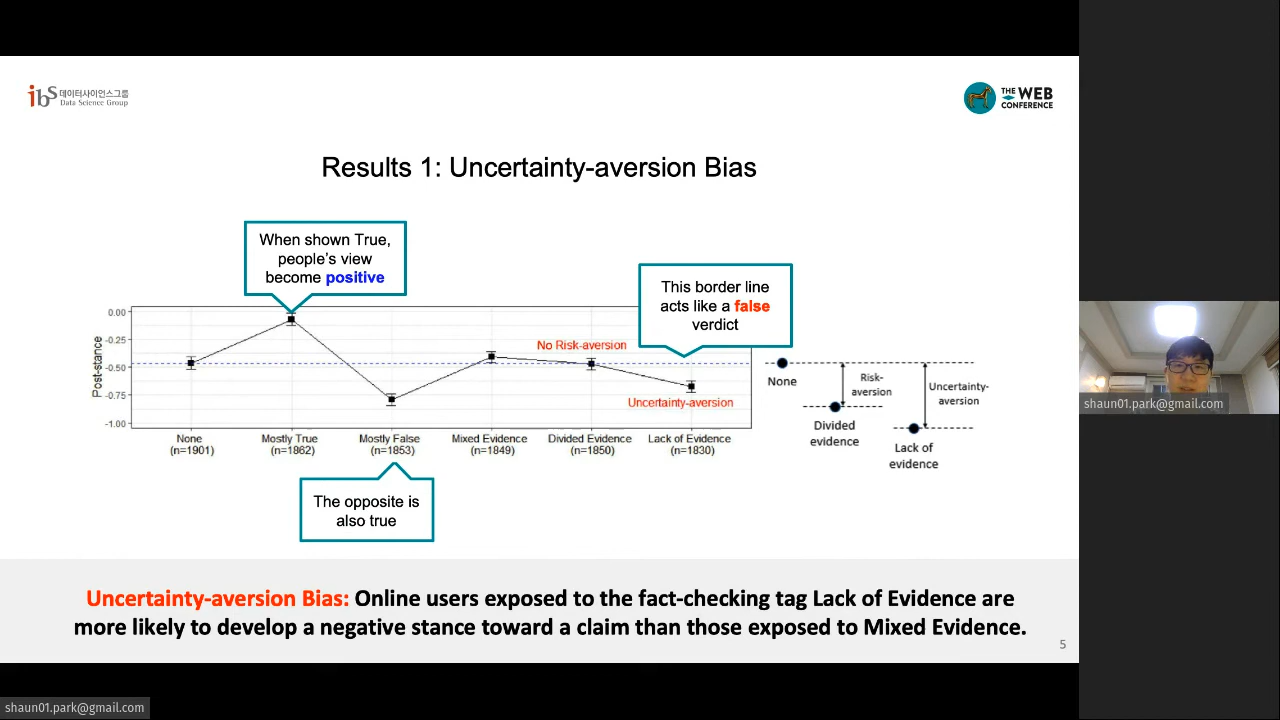 ibS 데이터사이언스그룹
Data Science Group
THE WEB
CONFERENCE
Results 1: Uncertainty-aversion Bias
When shown True,
people's view
become positive
This border line
acts like a false
verdict
0.00
-0.25
-0.50
-0.75
-1.00
Post-stance
No Risk-aversion
Uncertainty-aversion
None
(n=1901)
Mostly True
(n=1862)
Mostly False
(n=1853)
Mixed Evidence
(n=1849)
Divided Evidence
(n=1850)
Lack of Evidence
(n=1830)
None
Risk-
aversion
Uncertainty-
aversion
Divided
evidence
Lack of
evidence
The opposite is
also true
Uncertainty-aversion Bias: Online users exposed to the fact-checking tag Lack of Evidence are
more likely to develop a negative stance toward a claim than those exposed to Mixed Evidence.
5
shaun01.park@gmail.com
shaun01.park@gmail.com